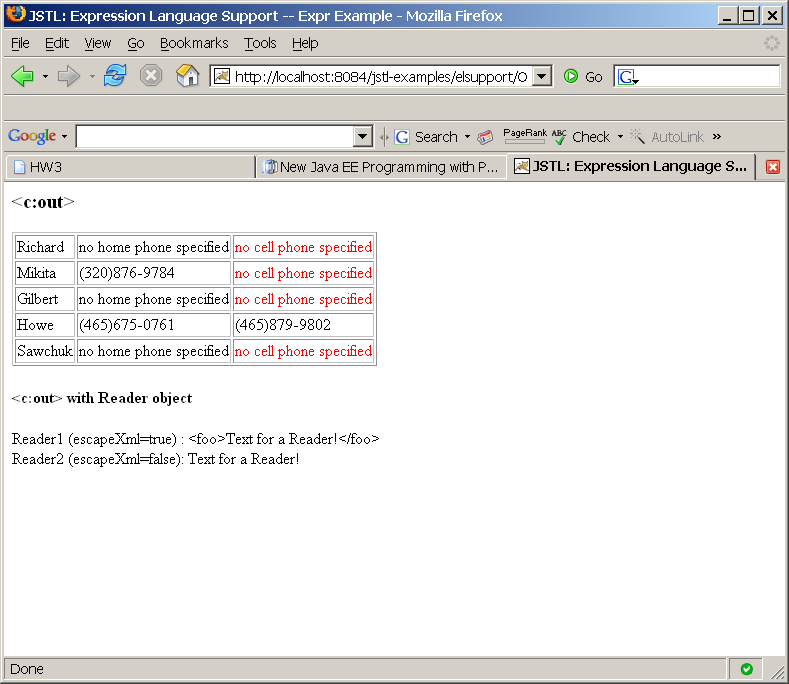 JSTL: Expression Language Support -- Expr Example - Mozilla Firefox
File Edit View Go Bookmarks Tools Help
http://localhost:8084/jstl-examples/elsupport/O Go G
Google G Search PageRank ABC Check AutoLink »
HW3 New Java EE Programming with P... JSTL: Expression Language S...
<c:out>
Richard no home phone specified no cell phone specified
Mikita (320)876-9784 no cell phone specified
Gilbert no home phone specified no cell phone specified
Howe (465)675-0761 (465)879-9802
Sawchuk no home phone specified no cell phone specified
<c:out> with Reader object
Reader1 (escapeXml=true) : <foo>Text for a Reader!</foo>
Reader2 (escapeXml=false): Text for a Reader!
Done